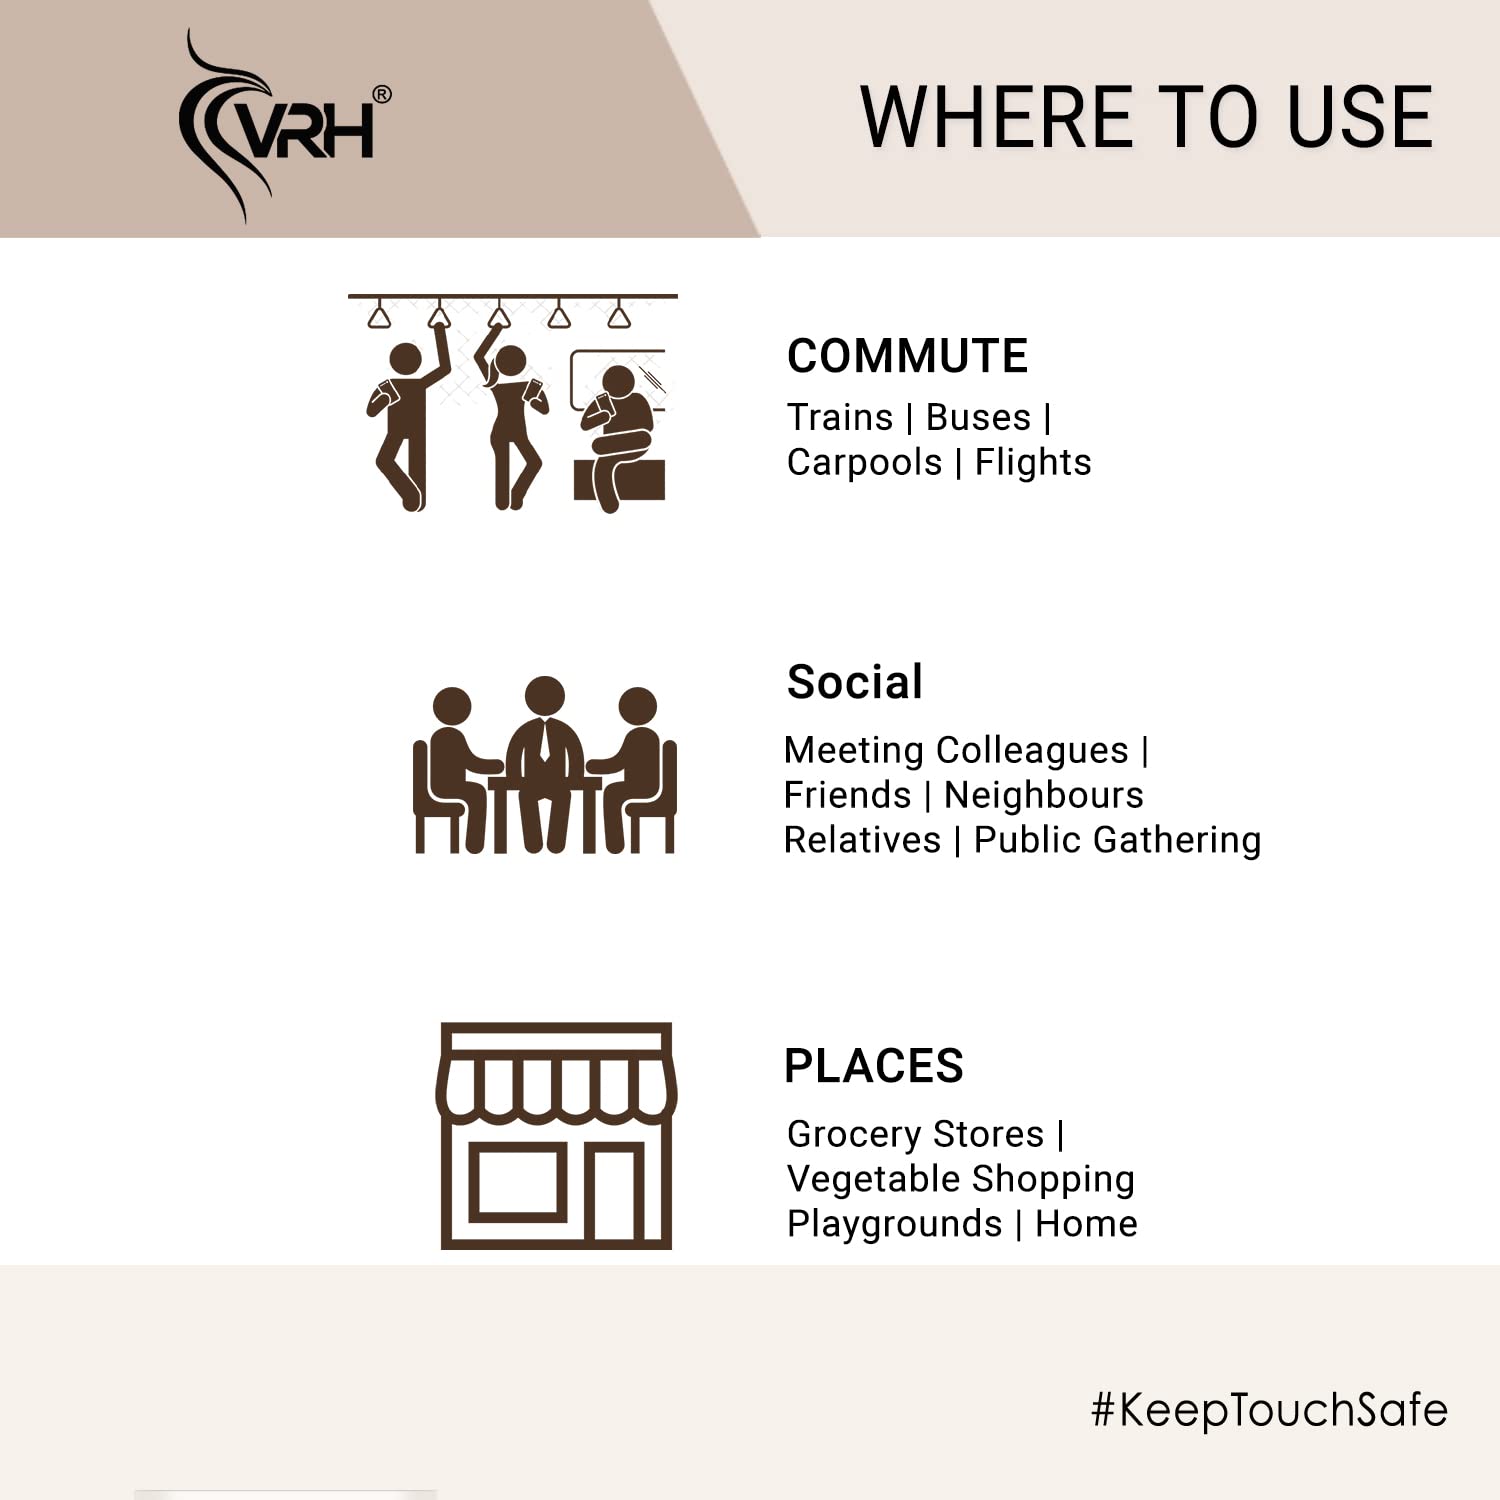 VRH®
WHERE TO USE
COMMUTE
Trains | Buses |
Carpools | Flights
Social
Meeting Colleagues |
Friends | Neighbours
Relatives | Public Gathering
PLACES
Grocery Stores |
Vegetable Shopping
Playgrounds | Home
#KeepTouchSafe